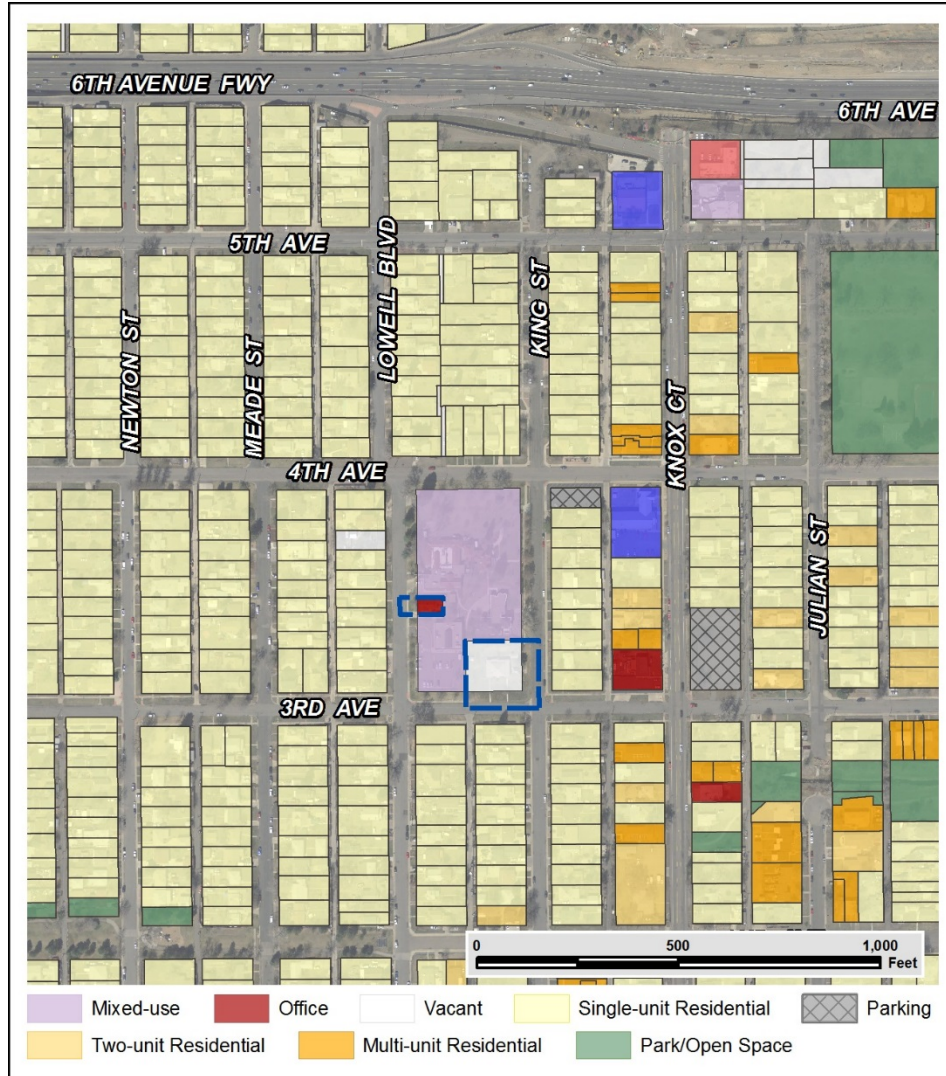 6TH AVENUE FWY
6TH AVE
5TH AVE
LOWELL BLVD
KING ST
NEWTON ST
MEADE ST
KNOX CT
4TH AVE
JULIAN ST
3RD AVE
0 500 1,000
Feet
Mixed-use Office Vacant Single-unit Residential Parking
Two-unit Residential Multi-unit Residential Park/Open Space